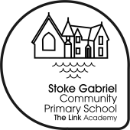 Stoke Gabriel
Community
Primary School
The Link Academy